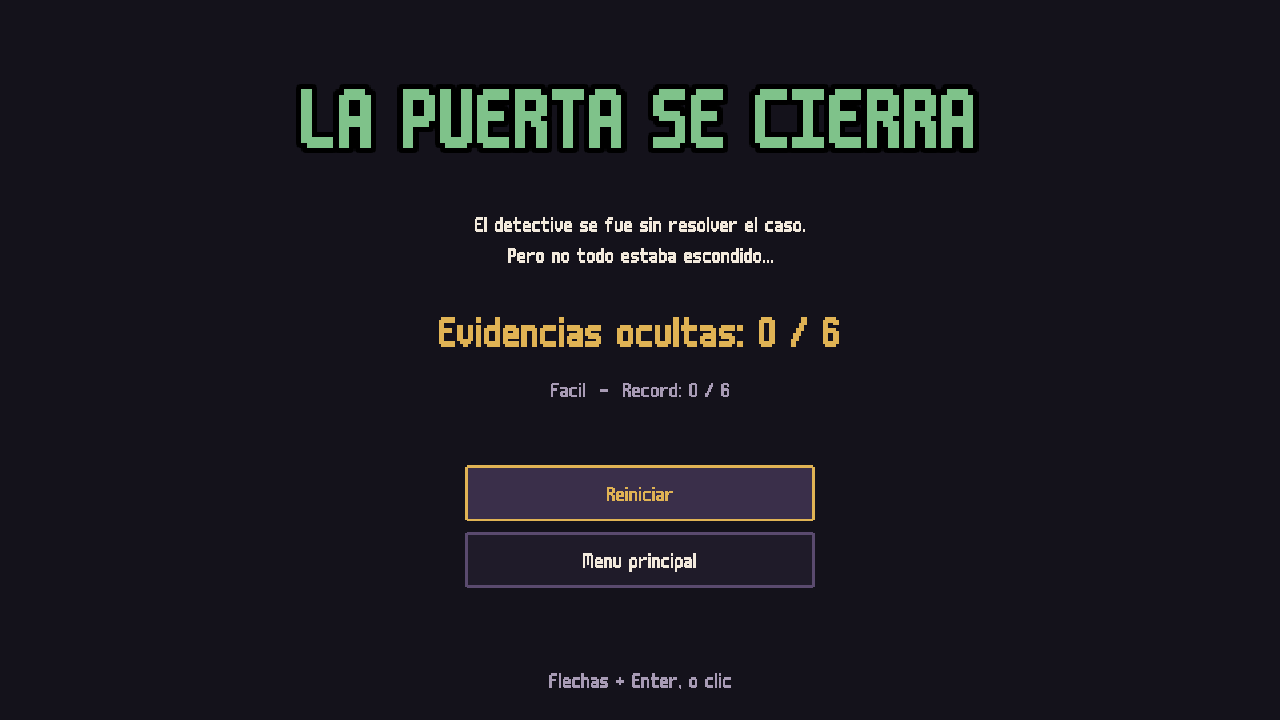 LA PUERTA SE CIERRA
El detective se fue sin resolver el caso.
Pero no todo estaba escondido...
Evidencias ocultas: 0 / 6
Facil - Record: 0 / 6
Reiniciar
Menu principal
Flechas + Enter, o clic